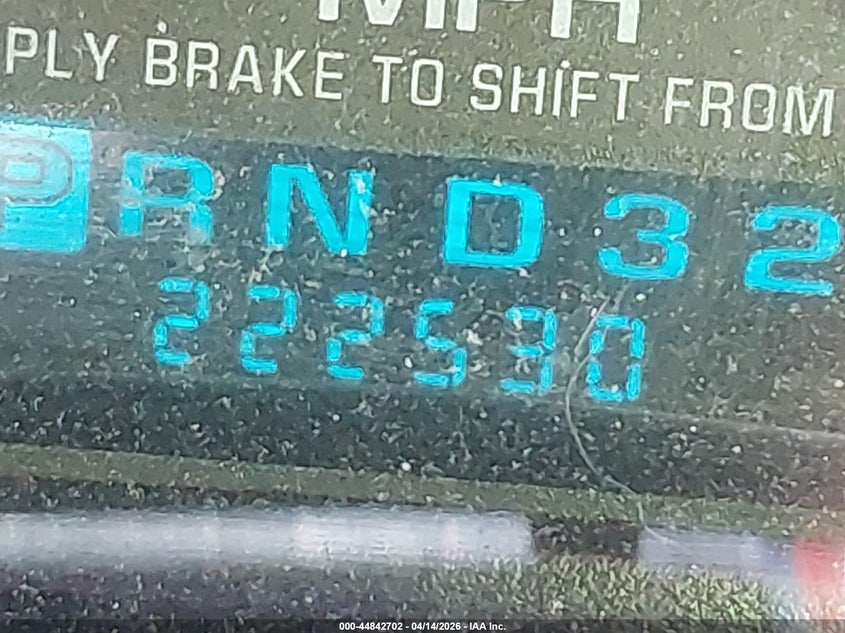 MPH
PLY BRAKE TO SHIFT FROM
P R N D 3 2
222530
000-44842702 - 04/14/2026 - IAA Inc.